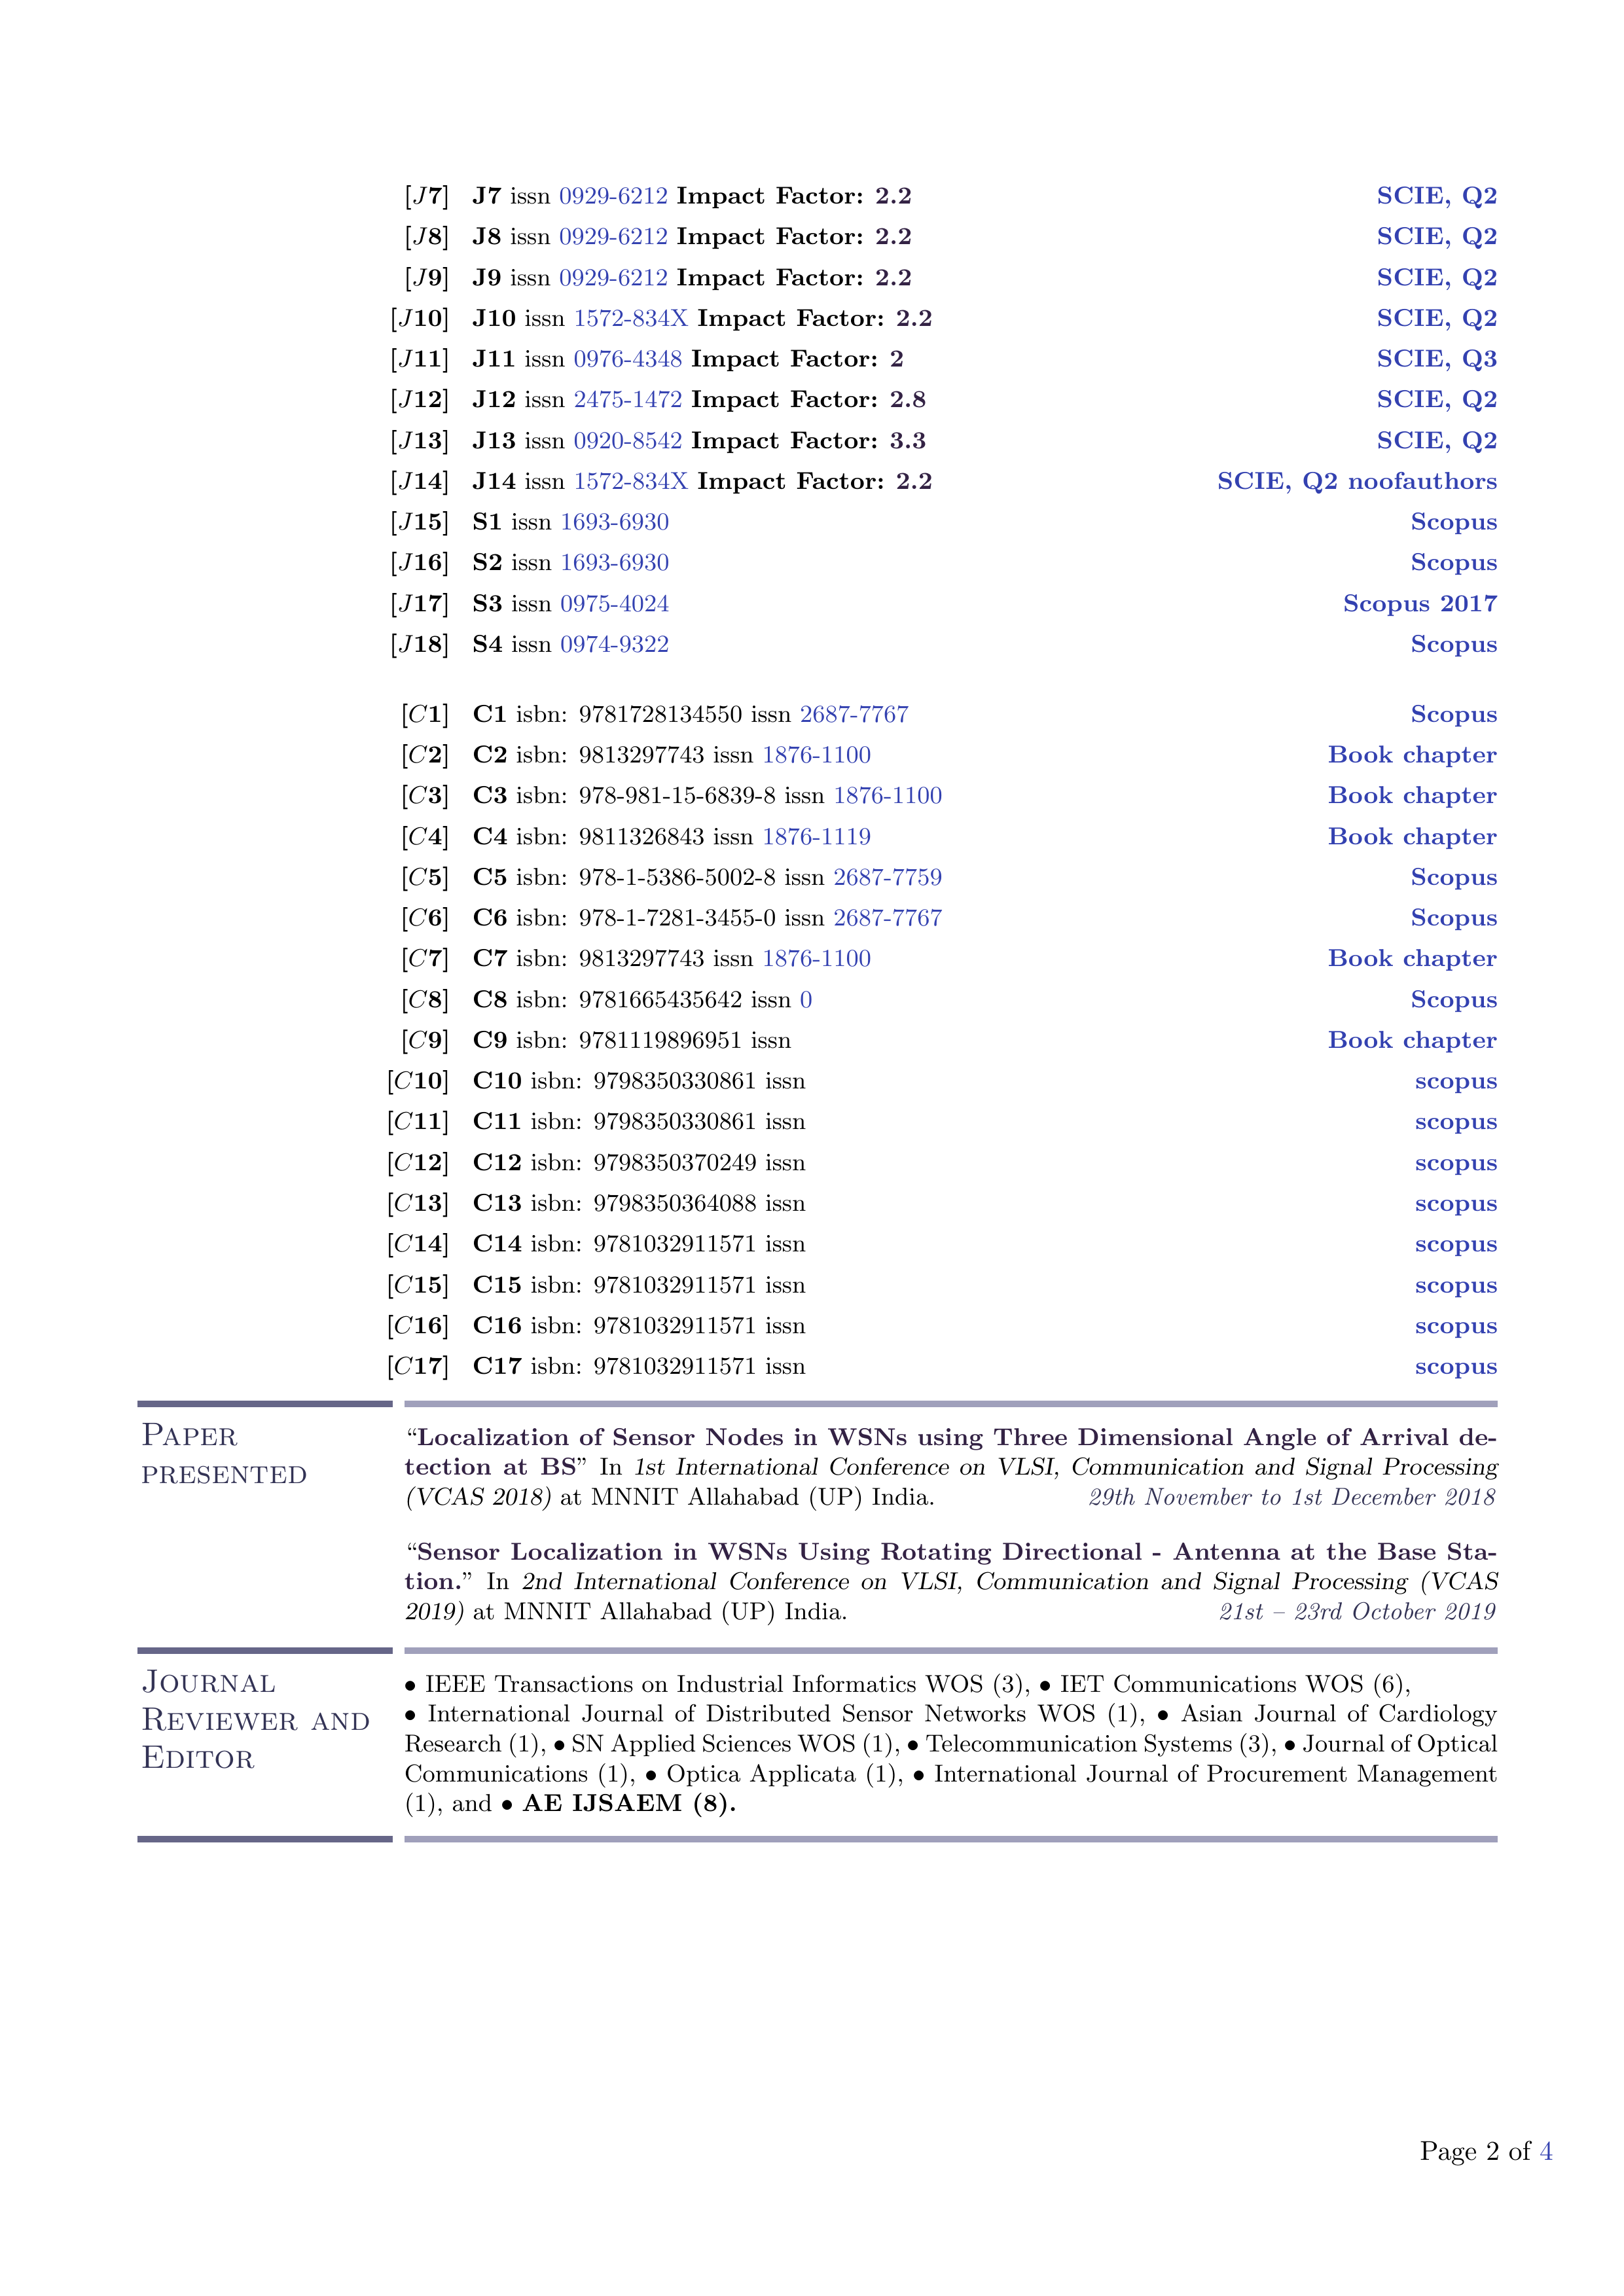 [J7] J7 issn 0929-6212 Impact Factor: 2.2 SCIE, Q2
[J8] J8 issn 0929-6212 Impact Factor: 2.2 SCIE, Q2
[J9] J9 issn 0929-6212 Impact Factor: 2.2 SCIE, Q2
[J10] J10 issn 1572-834X Impact Factor: 2.2 SCIE, Q2
[J11] J11 issn 0976-4348 Impact Factor: 2 SCIE, Q3
[J12] J12 issn 2475-1472 Impact Factor: 2.8 SCIE, Q2
[J13] J13 issn 0920-8542 Impact Factor: 3.3 SCIE, Q2
[J14] J14 issn 1572-834X Impact Factor: 2.2 SCIE, Q2 noofauthors
[J15] S1 issn 1693-6930 Scopus
[J16] S2 issn 1693-6930 Scopus
[J17] S3 issn 0975-4024 Scopus 2017
[J18] S4 issn 0974-9322 Scopus
[C1] C1 isbn: 9781728134550 issn 2687-7767 Scopus
[C2] C2 isbn: 9813297743 issn 1876-1100 Book chapter
[C3] C3 isbn: 978-981-15-6839-8 issn 1876-1100 Book chapter
[C4] C4 isbn: 9811326843 issn 1876-1119 Book chapter
[C5] C5 isbn: 978-1-5386-5002-8 issn 2687-7759 Scopus
[C6] C6 isbn: 978-1-7281-3455-0 issn 2687-7767 Scopus
[C7] C7 isbn: 9813297743 issn 1876-1100 Book chapter
[C8] C8 isbn: 9781665435642 issn 0 Scopus
[C9] C9 isbn: 9781119896951 issn Book chapter
[C10] C10 isbn: 9798350330861 issn scopus
[C11] C11 isbn: 9798350330861 issn scopus
[C12] C12 isbn: 9798350370249 issn scopus
[C13] C13 isbn: 9798350364088 issn scopus
[C14] C14 isbn: 9781032911571 issn scopus
[C15] C15 isbn: 9781032911571 issn scopus
[C16] C16 isbn: 9781032911571 issn scopus
[C17] C17 isbn: 9781032911571 issn scopus
Paper
presented
“Localization of Sensor Nodes in WSNs using Three Dimensional Angle of Arrival de-
tection at BS” In 1st International Conference on VLSI, Communication and Signal Processing
(VCAS 2018) at MNNIT Allahabad (UP) India. 29th November to 1st December 2018
“Sensor Localization in WSNs Using Rotating Directional - Antenna at the Base Sta-
tion.” In 2nd International Conference on VLSI, Communication and Signal Processing (VCAS
2019) at MNNIT Allahabad (UP) India. 21st – 23rd October 2019
Journal
Reviewer and
Editor
• IEEE Transactions on Industrial Informatics WOS (3), • IET Communications WOS (6),
• International Journal of Distributed Sensor Networks WOS (1), • Asian Journal of Cardiology
Research (1), • SN Applied Sciences WOS (1), • Telecommunication Systems (3), • Journal of Optical
Communications (1), • Optica Applicata (1), • International Journal of Procurement Management
(1), and • AE IJSAEM (8).
Page 2 of 4